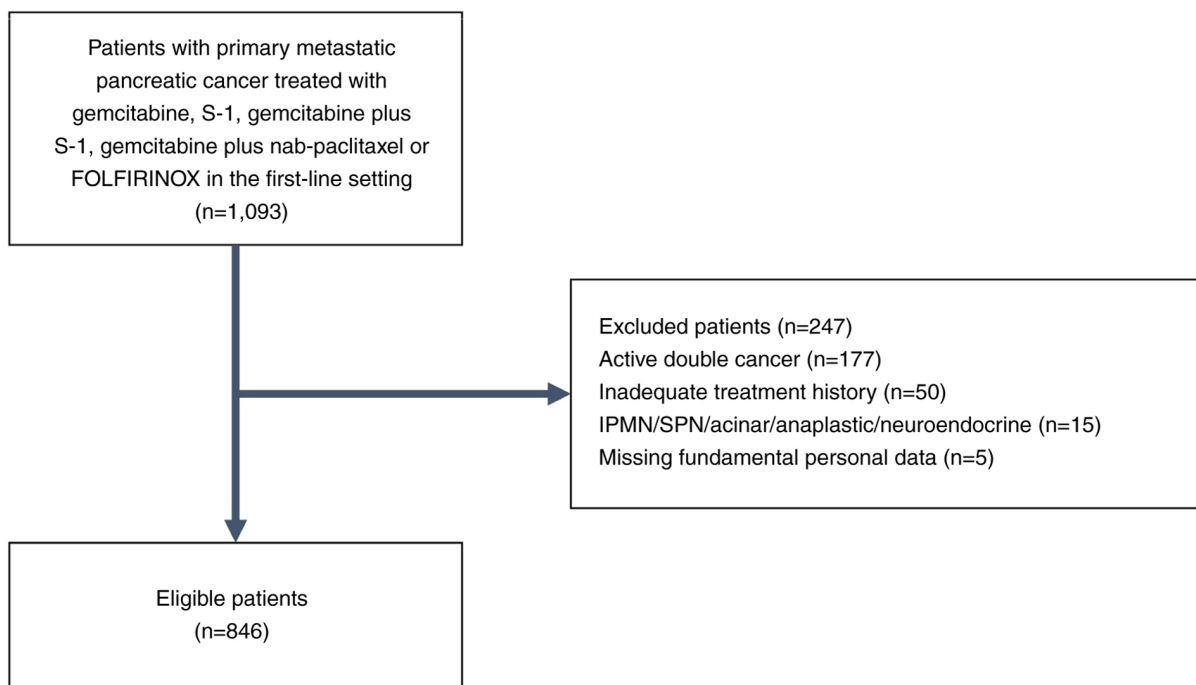 Patients with primary metastatic
pancreatic cancer treated with
gemcitabine, S-1, gemcitabine plus
S-1, gemcitabine plus nab-paclitaxel or
FOLFIRINOX in the first-line setting
(n=1,093)
Excluded patients (n=247)
Active double cancer (n=177)
Inadequate treatment history (n=50)
IPMN/SPN/acinar/anaplastic/neuroendocrine (n=15)
Missing fundamental personal data (n=5)
Eligible patients
(n=846)